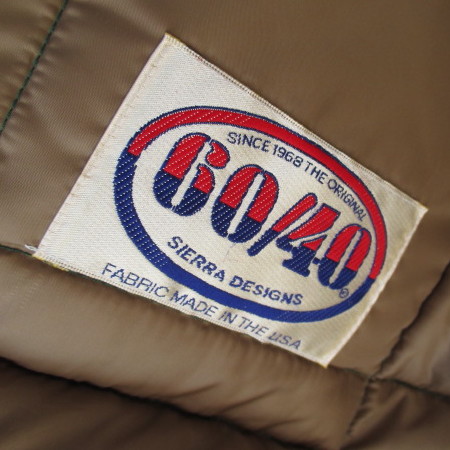 SINCE 1968 THE ORIGINAL
60/40®
SIERRA DESIGNS
FABRIC MADE IN THE USA